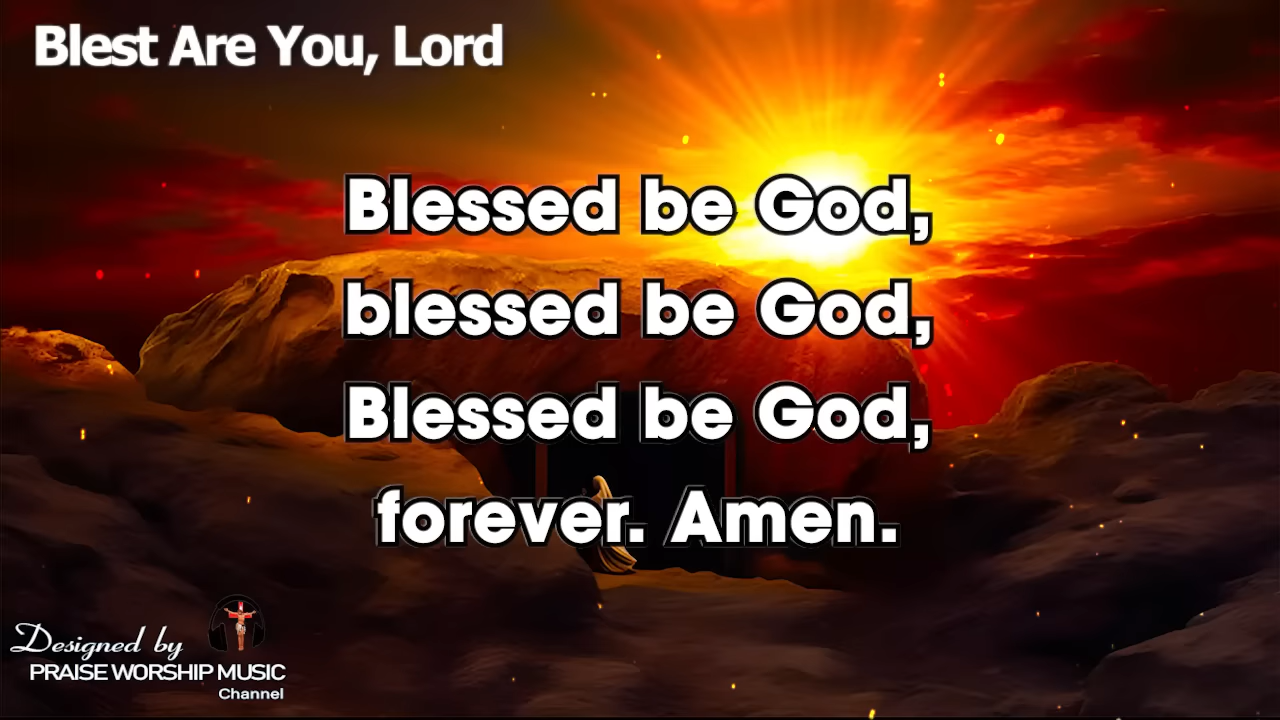 Blest Are You, Lord
Blessed be God,
blessed be God,
Blessed be God,
forever. Amen.
Designed by
PRAISE WORSHIP MUSIC
Channel